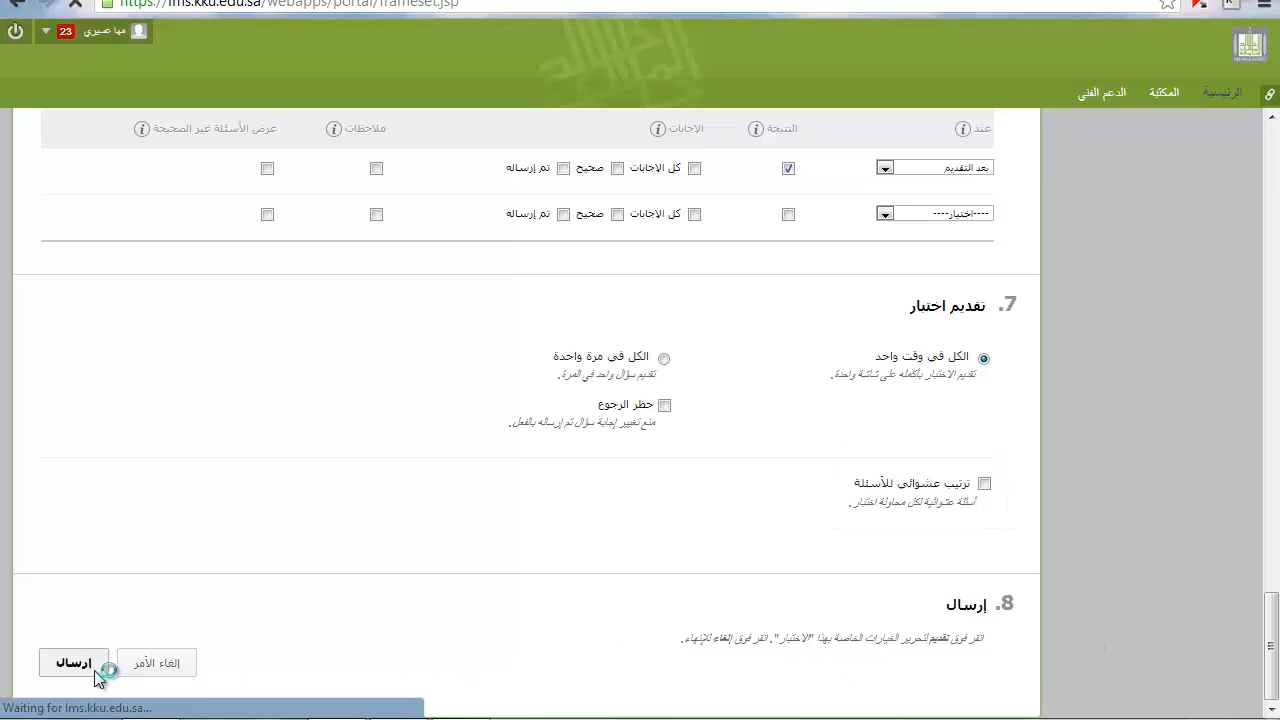 https://lms.kku.edu.sa/webapps/portal/frameset.jsp
مها عسيري
23
الرئيسية المكتبة الدعم الفني
عند النتيجة الإجابات ملاحظات عرض الأسئلة غير الصحيحة
بعد التقديم كل الإجابات صحيح تم إرساله
----اختيار---- كل الإجابات صحيح تم إرساله
7. تقديم اختبار
الكل في وقت واحد
تقديم الاختبار بأكمله على شاشة واحدة.
الكل في مرة واحدة
تقديم سؤال واحد في المرة.
حظر الرجوع
منع تغيير إجابة سؤال تم إرساله بالفعل.
ترتيب عشوائي للأسئلة
أسئلة عشوائية لكل محاولة اختبار.
8. إرسال
انقر فوق تقديم لتحرير الخيارات الخاصة بهذا "الاختبار". انقر فوق إلغاء للإنهاء.
إلغاء الأمر إرسال
Waiting for lms.kku.edu.sa...